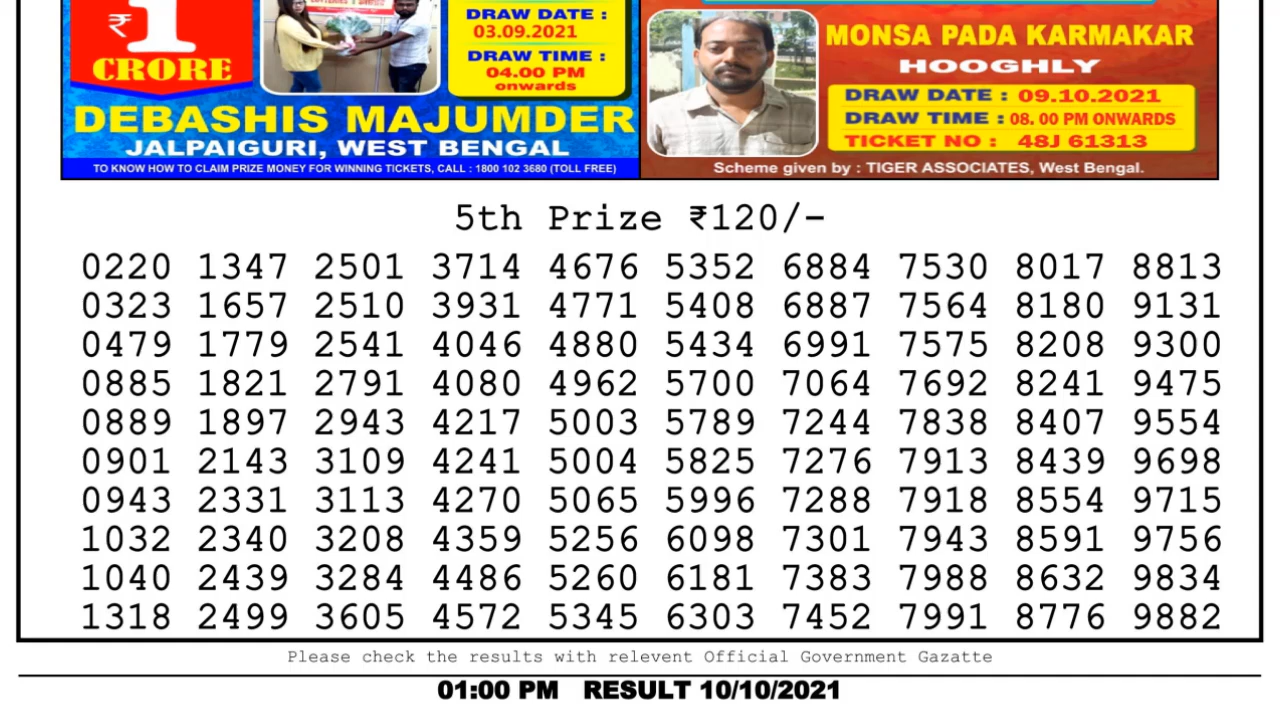 ₹ 1
CRORE
DRAW DATE :
03.09.2021
DRAW TIME :
04.00 PM
onwards
DEBASHIS MAJUMDER
JALPAIGURI, WEST BENGAL
TO KNOW HOW TO CLAIM PRIZE MONEY FOR WINNING TICKETS, CALL : 1800 102 3680 (TOLL FREE)
MONSA PADA KARMAKAR
HOOGHLY
DRAW DATE : 09.10.2021
DRAW TIME : 08. 00 PM ONWARDS
TICKET NO : 48J 61313
Scheme given by : TIGER ASSOCIATES, West Bengal.
5th Prize ₹120/-
0220 1347 2501 3714 4676 5352 6884 7530 8017 8813
0323 1657 2510 3931 4771 5408 6887 7564 8180 9131
0479 1779 2541 4046 4880 5434 6991 7575 8208 9300
0885 1821 2791 4080 4962 5700 7064 7692 8241 9475
0889 1897 2943 4217 5003 5789 7244 7838 8407 9554
0901 2143 3109 4241 5004 5825 7276 7913 8439 9698
0943 2331 3113 4270 5065 5996 7288 7918 8554 9715
1032 2340 3208 4359 5256 6098 7301 7943 8591 9756
1040 2439 3284 4486 5260 6181 7383 7988 8632 9834
1318 2499 3605 4572 5345 6303 7452 7991 8776 9882
Please check the results with relevent Official Government Gazatte
01:00 PM RESULT 10/10/2021